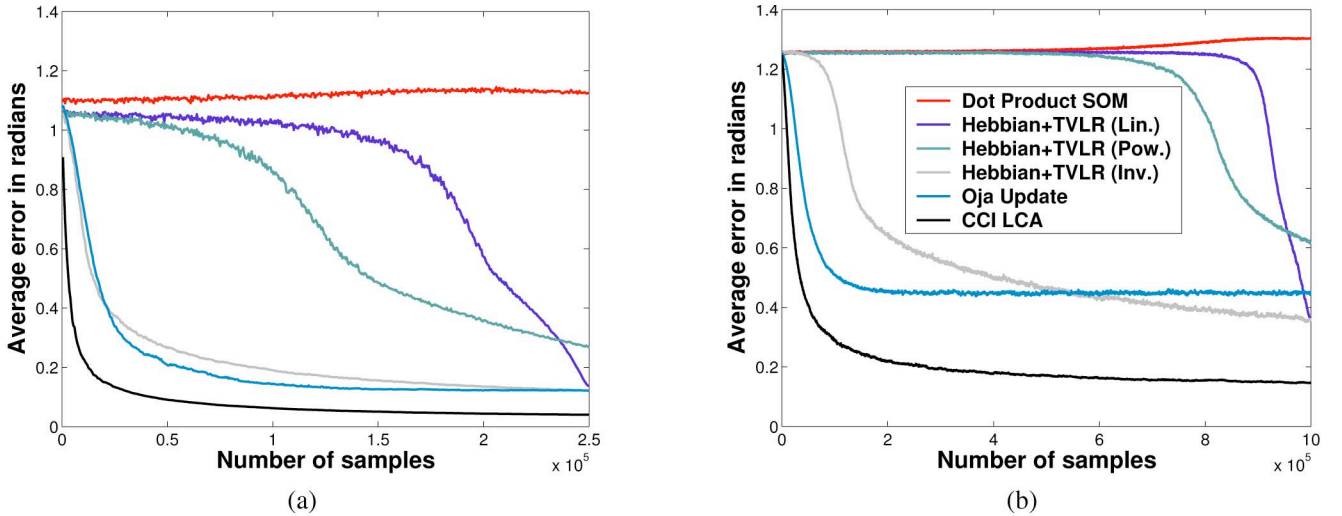 1.4
1.2
1
0.8
0.6
0.4
0.2
0
Average error in radians
0 0.5 1 1.5 2 2.5
Number of samples
x 10^5
(a)
1.4
1.2
1
0.8
0.6
0.4
0.2
0
Average error in radians
Dot Product SOM
Hebbian+TVLR (Lin.)
Hebbian+TVLR (Pow.)
Hebbian+TVLR (Inv.)
Oja Update
CCI LCA
0 2 4 6 8 10
Number of samples
x 10^5
(b)